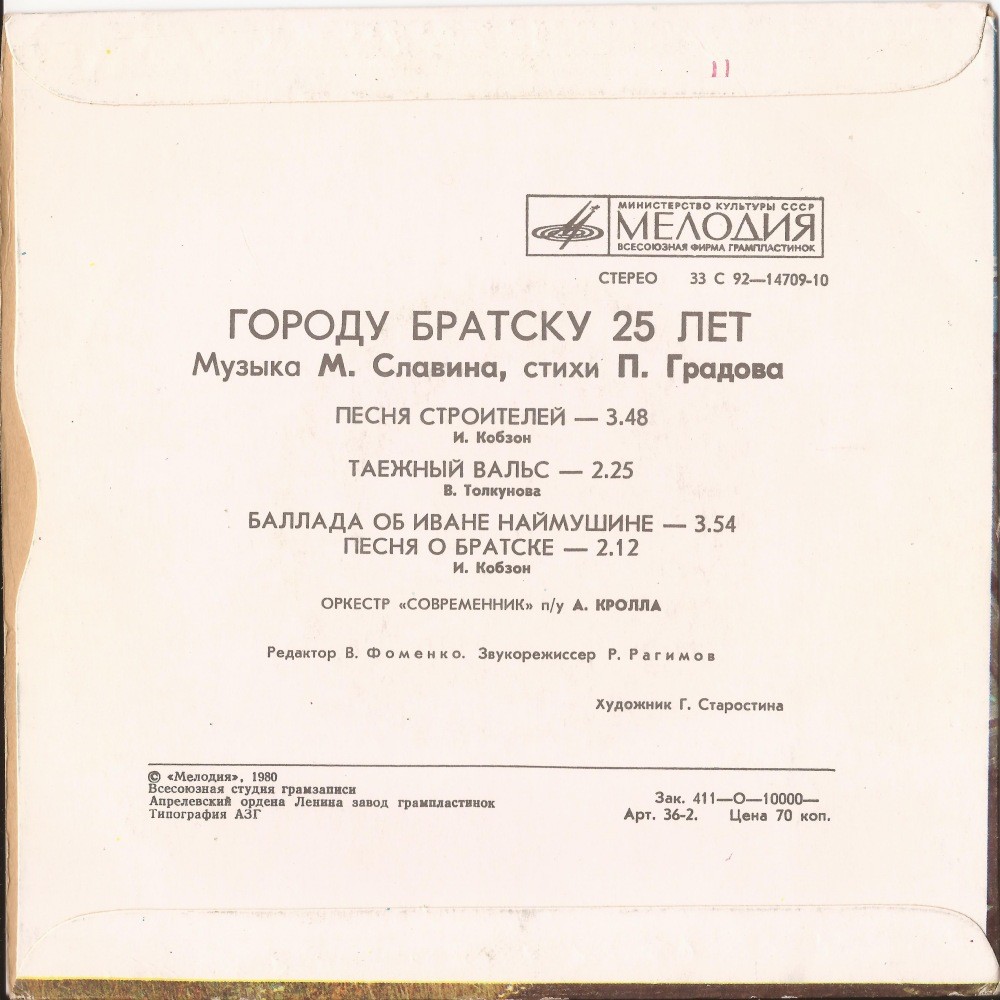 11
МИНИСТЕРСТВО КУЛЬТУРЫ СССР
МЕЛОДИЯ
ВСЕСОЮЗНАЯ ФИРМА ГРАМПЛАСТИНОК
СТЕРЕО 33 С 92—14709-10
ГОРОДУ БРАТСКУ 25 ЛЕТ
Музыка М. Славина, стихи П. Градова
ПЕСНЯ СТРОИТЕЛЕЙ — 3.48
И. Кобзон
ТАЕЖНЫЙ ВАЛЬС — 2.25
В. Толкунова
БАЛЛАДА ОБ ИВАНЕ НАЙМУШИНЕ — 3.54
ПЕСНЯ О БРАТСКЕ — 2.12
И. Кобзон
ОРКЕСТР «СОВРЕМЕННИК» п/у А. КРОЛЛА
Редактор В. Фоменко. Звукорежиссер Р. Рагимов
Художник Г. Старостина
© «Мелодия», 1980
Всесоюзная студия грамзаписи
Апрелевский ордена Ленина завод грампластинок
Типография АЗГ
Зак. 411—О—10000—
Арт. 36-2. Цена 70 коп.